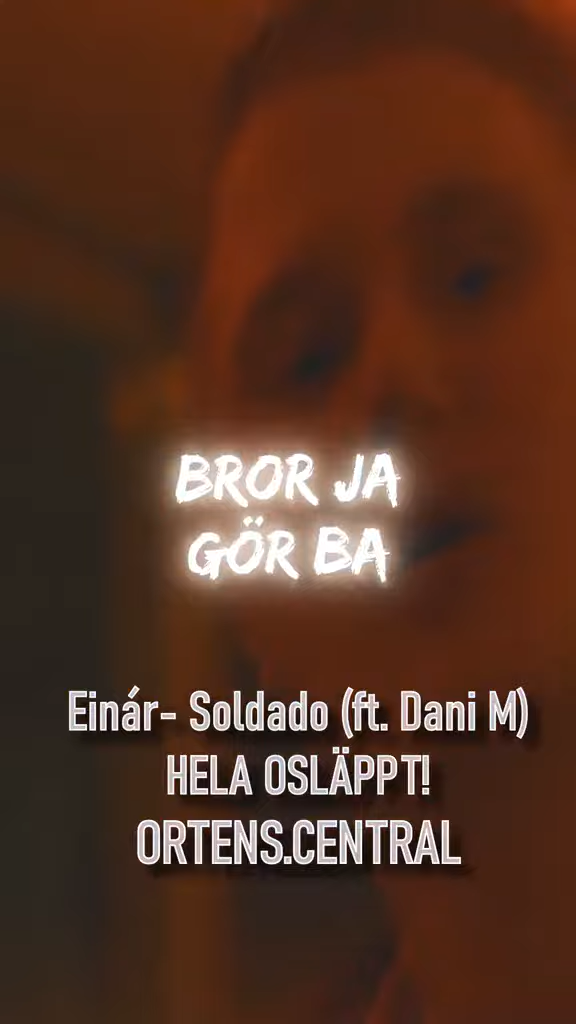 BROR JA
GÖR BA
Einár- Soldado (ft. Dani M)
HELA OSLÄPPT!
ORTENS.CENTRAL